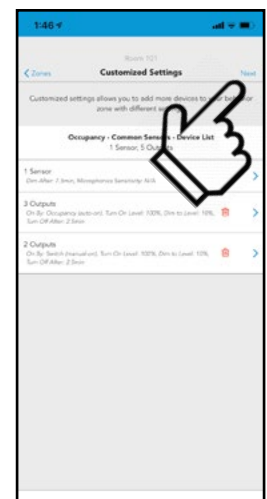 1:46
Room 101
Zones
Customized Settings
Next
Customized settings allows you to add more devices to your behavior
zone with different
Occupancy - Common Sensors - Device List
1 Sensor, 5 Outputs
1 Sensor
Dim After: 7.5min, Microphonics Sensitivity: N/A
3 Outputs
On By: Occupancy (auto-on), Turn On Level: 100%, Dim to Level: 10%,
Turn Off After: 2.5min
2 Outputs
On By: Switch (manual-on), Turn On Level: 100%, Dim to Level: 10%,
Turn Off After: 2.5min